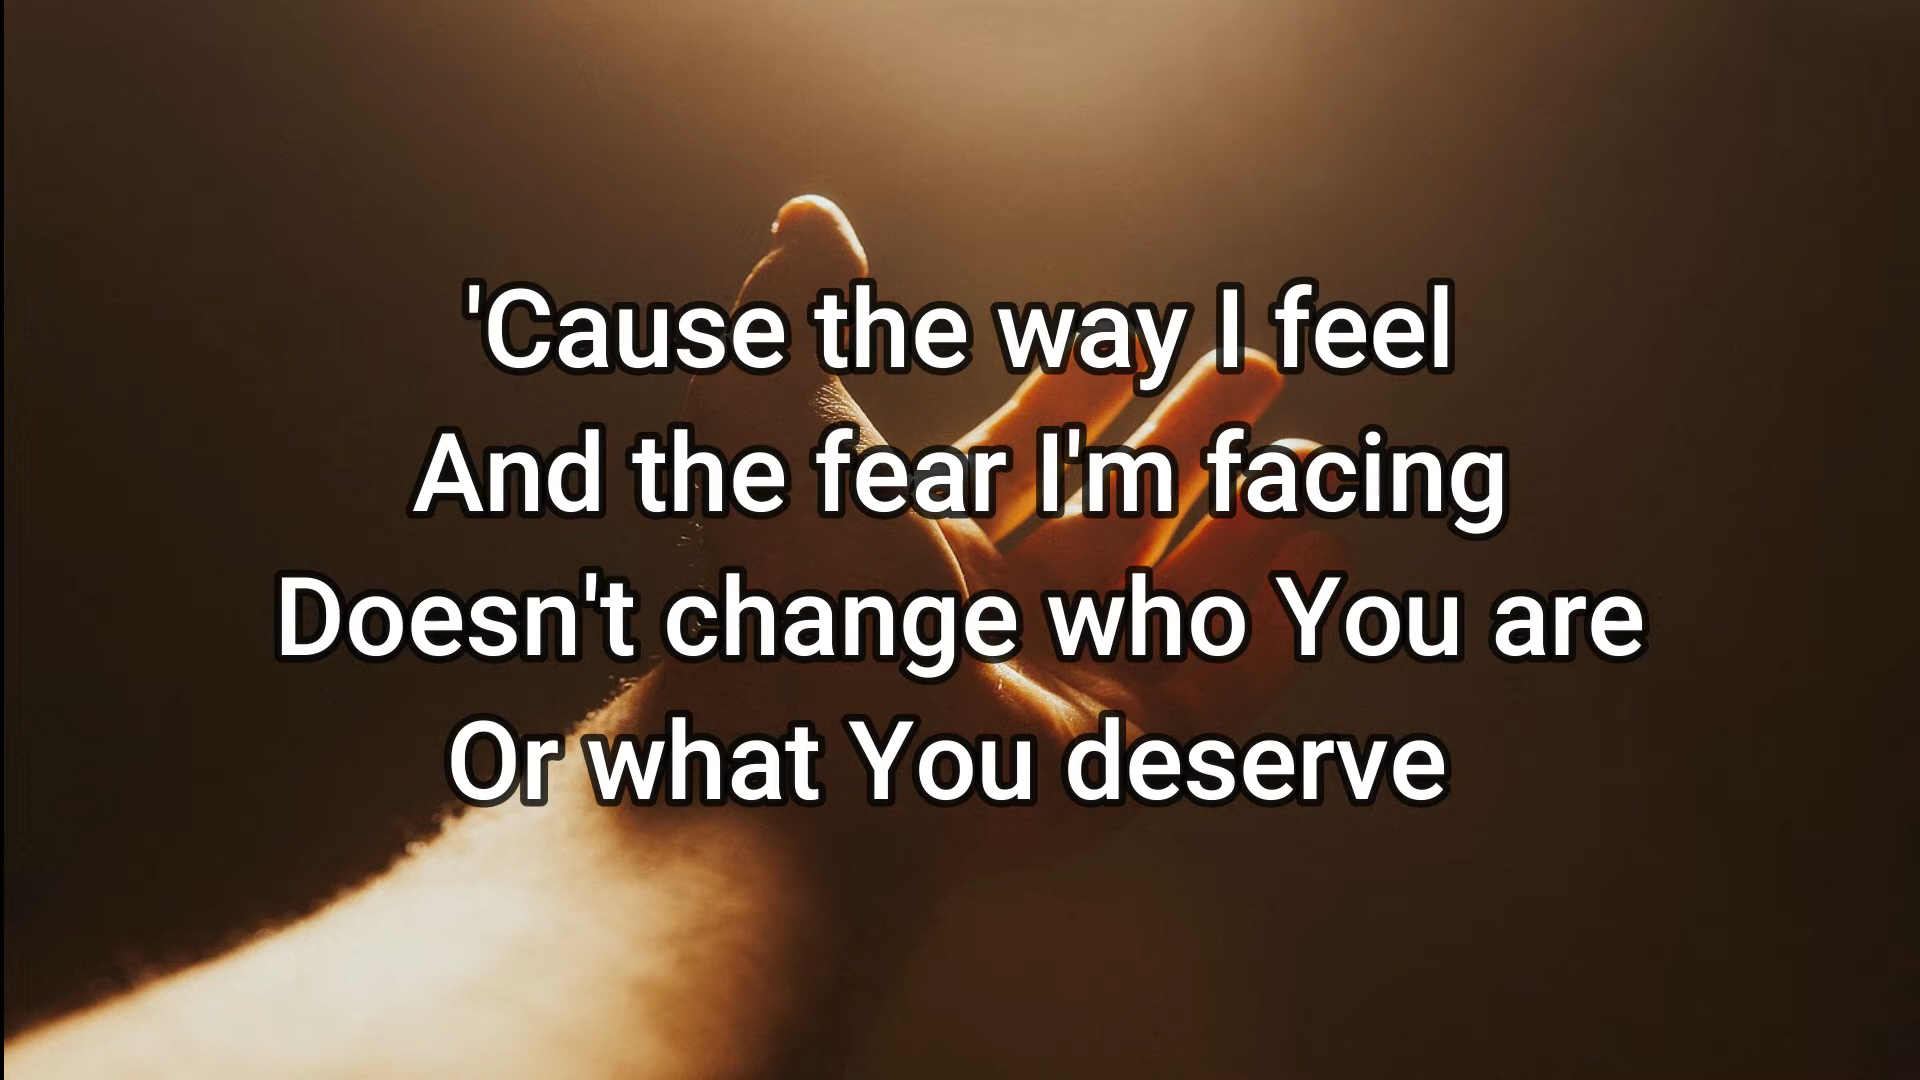 'Cause the way I feel
And the fear I'm facing
Doesn't change who You are
Or what You deserve